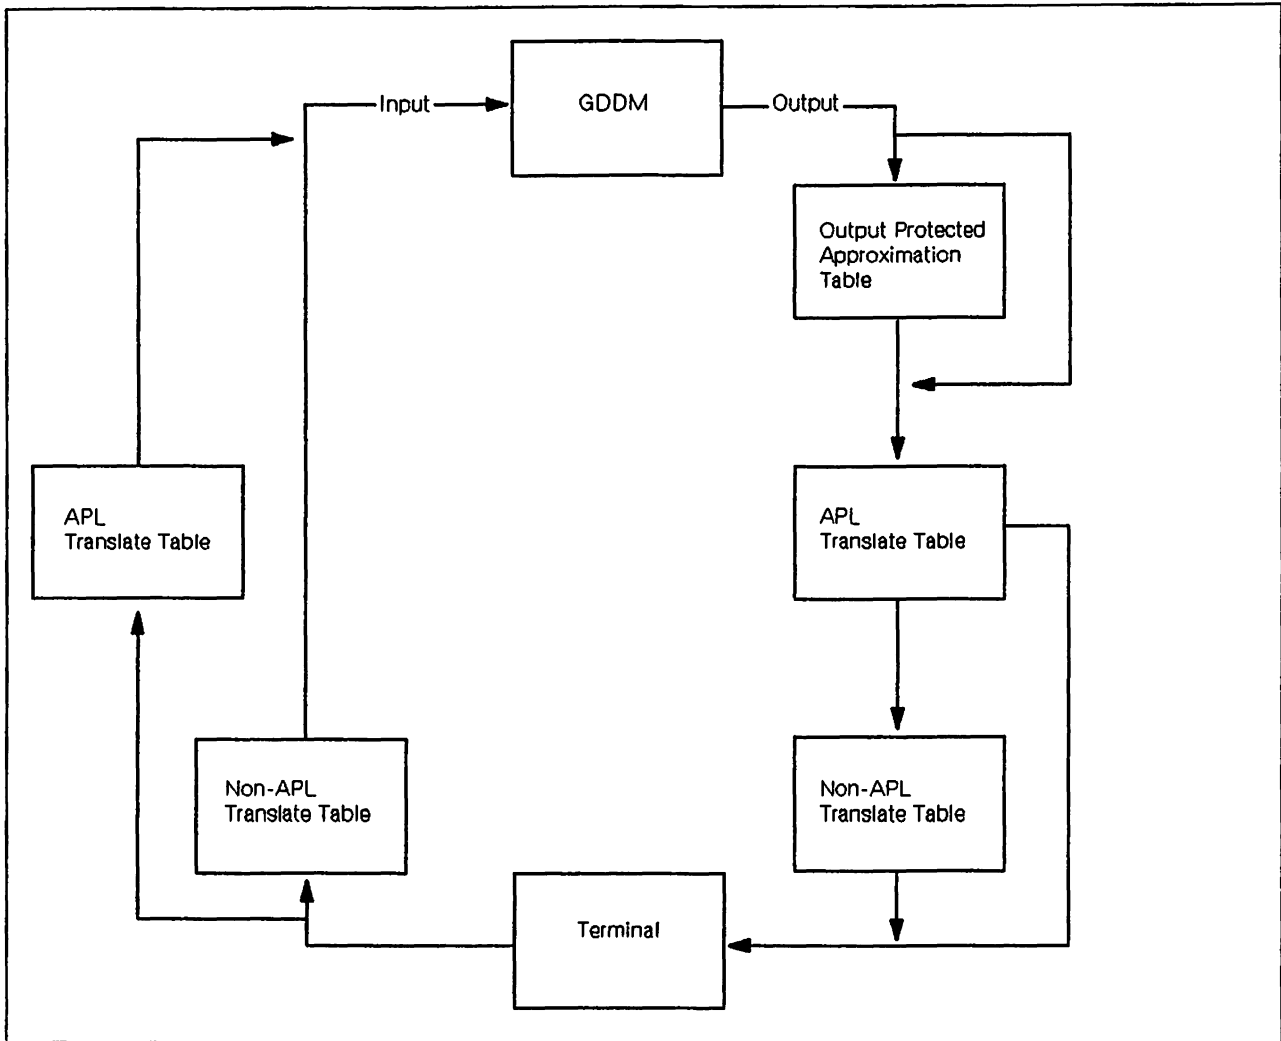 Input
GDDM
Output
Output Protected
Approximation
Table
APL
Translate Table
APL
Translate Table
Non-APL
Translate Table
Non-APL
Translate Table
Terminal